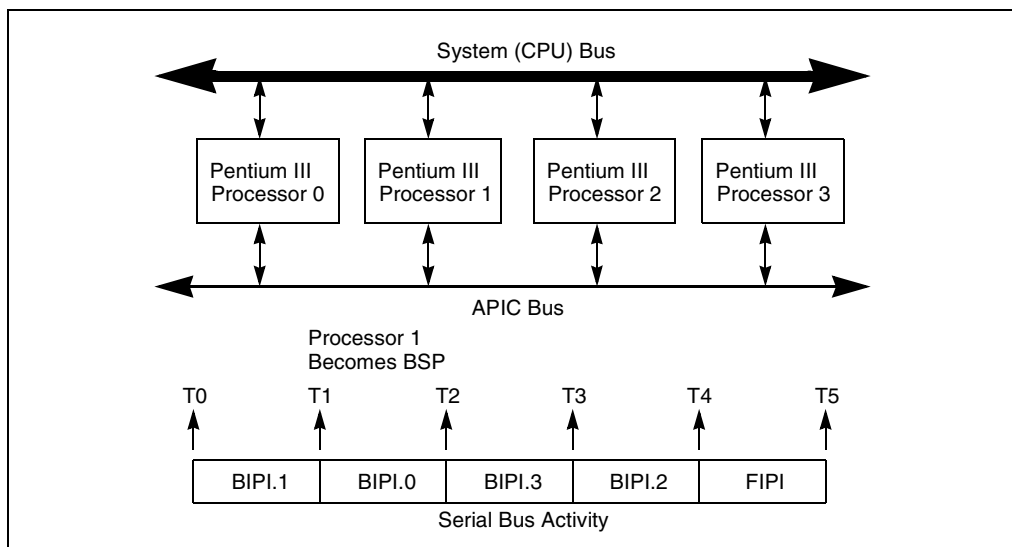 System (CPU) Bus
Pentium III
Processor 0
Pentium III
Processor 1
Pentium III
Processor 2
Pentium III
Processor 3
APIC Bus
Processor 1
Becomes BSP
T0 T1 T2 T3 T4 T5
BIPI.1 BIPI.0 BIPI.3 BIPI.2 FIPI
Serial Bus Activity